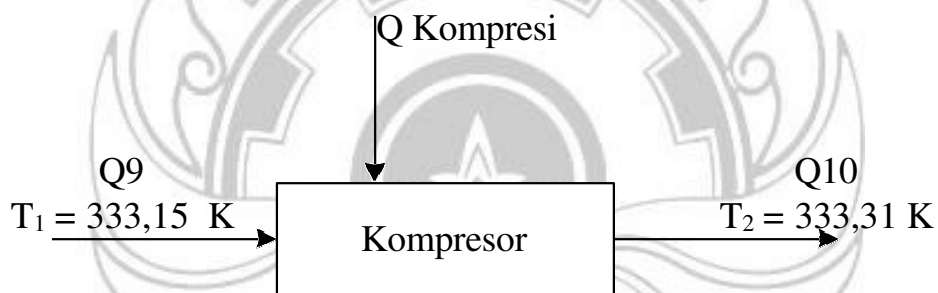 Q Kompresi
Q9
T₁ = 333,15 K
Kompresor
Q10
T₂ = 333,31 K